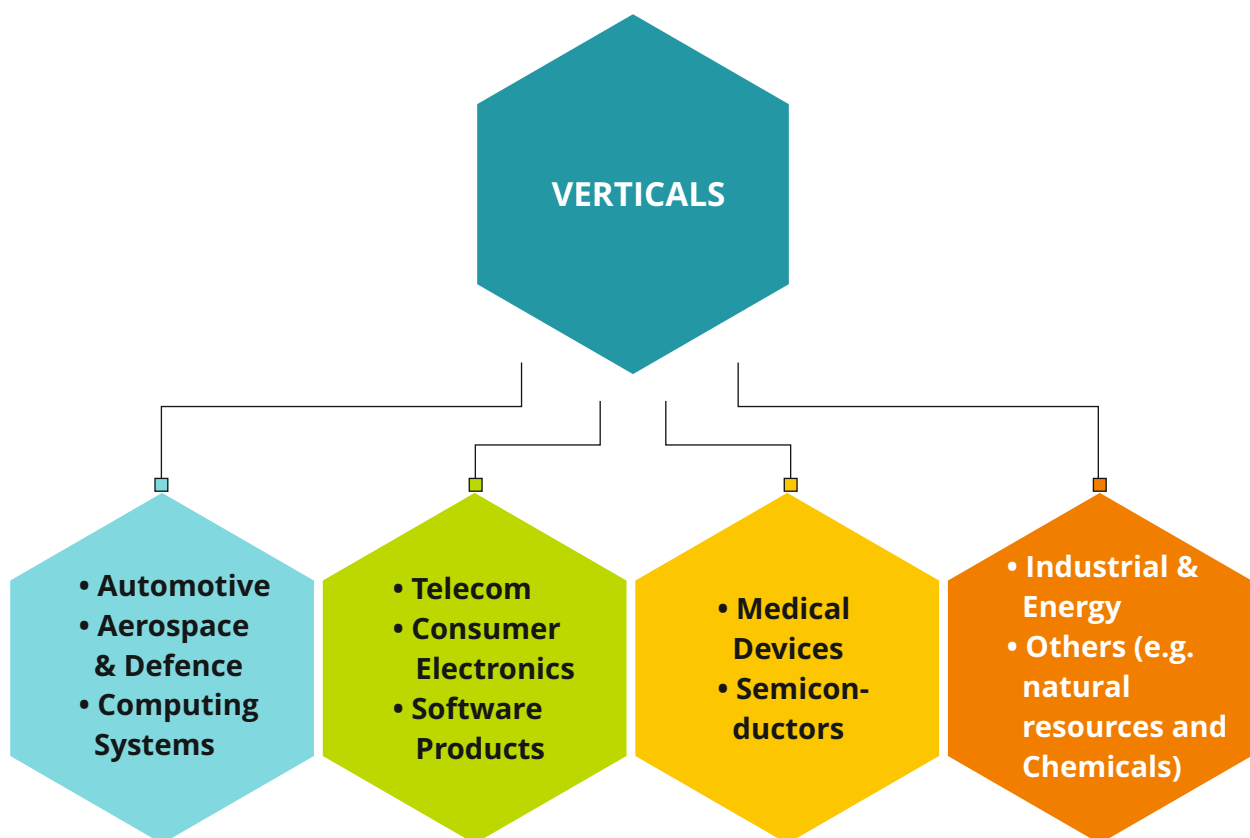 VERTICALS
• Automotive
• Aerospace
& Defence
• Computing
Systems
• Telecom
• Consumer
Electronics
• Software
Products
• Medical
Devices
• Semicon-
ductors
• Industrial &
Energy
• Others (e.g.
natural
resources and
Chemicals)